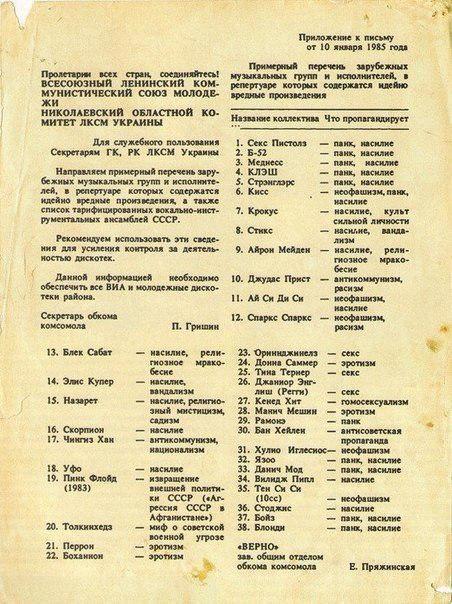 Приложение к письму
от 10 января 1985 года
Пролетарии всех стран, соединяйтесь!
ВСЕСОЮЗНЫЙ ЛЕНИНСКИЙ КОМ-
МУНИСТИЧЕСКИЙ СОЮЗ МОЛОДЕ-
ЖИ
НИКОЛАЕВСКИЙ ОБЛАСТНОЙ КО-
МИТЕТ ЛКСМ УКРАИНЫ
Для служебного пользования
Секретарям ГК, РК ЛКСМ Украины
Направляем примерный перечень зару-
бежных музыкальных групп и исполните-
лей, в репертуаре которых содержатся
идейно вредные произведения, а также
список тарифицированных вокально-инст-
рументальных ансамблей СССР.
Рекомендуем использовать эти сведе-
ния для усиления контроля за деятель-
ностью дискотек.
Данной информацией необходимо
обеспечить все ВИА и молодежные диско-
теки района.
Секретарь обкома
комсомола П. Гришин
Примерный перечень зарубежных
музыкальных групп и исполнителей, в
репертуаре которых содержатся идейно
вредные произведения
Название коллектива Что пропагандирует
1. Секс Пистолз — панк, насилие
2. Б-52 — панк, насилие
3. Меднесс — панк, насилие
4. КЛЭШ — панк, насилие
5. Стрэнглэрс — панк, насилие
6. Кисс — неофашизм, панк,
насилие
7. Крокус — насилие, культ
сильной личности
8. Стикс — насилие, ванда-
лизм
9. Айрон Мейден — насилие, рели-
гиозное мрако-
бесие
10. Джудас Прист — антикоммунизм,
расизм
11. Ай Си Ди Си — неофашизм,
насилие
12. Спаркс Спаркс — неофашизм,
расизм
13. Блек Сабат — насилие, рели-
гиозное мрако-
бесие
14. Элис Купер — насилие,
вандализм
15. Назарет — насилие, религиоз-
ный мистицизм,
садизм
16. Скорпион — насилие
17. Чингиз Хан — антикоммунизм,
национализм
18. Уфо — насилие
19. Пинк Флойд — извращение
(1983) внешней полити-
ки СССР («Аг-
рессия СССР в
Афганистане»)
20. Толкинхедз — миф о советской
военной угрозе
21. Перрон — эротизм
22. Боханнон — эротизм
23. Ориннджинелз — секс
24. Донна Саммер — эротизм
25. Тина Тернер — секс
26. Джаниор Энг-
лиш (Регги) — секс
27. Кенед Хит — гомосексуализм
28. Манич Мешин — эротизм
29. Рамонэ — панк
30. Ван Хейлен — антисоветская
пропаганда
31. Хулио Иглесиос— неофашизм
32. Язоо — панк, насилие
33. Данич Мод — панк, насилие
34. Вилидж Пипл — насилие
35. Тен Си Си
(10cc) — неофашизм
36. Стоджис — насилие
37. Бойз — панк, насилие
38. Блонди — панк, насилие
«ВЕРНО»
зав. общим отделом
обкома комсомола Е. Пряжинская